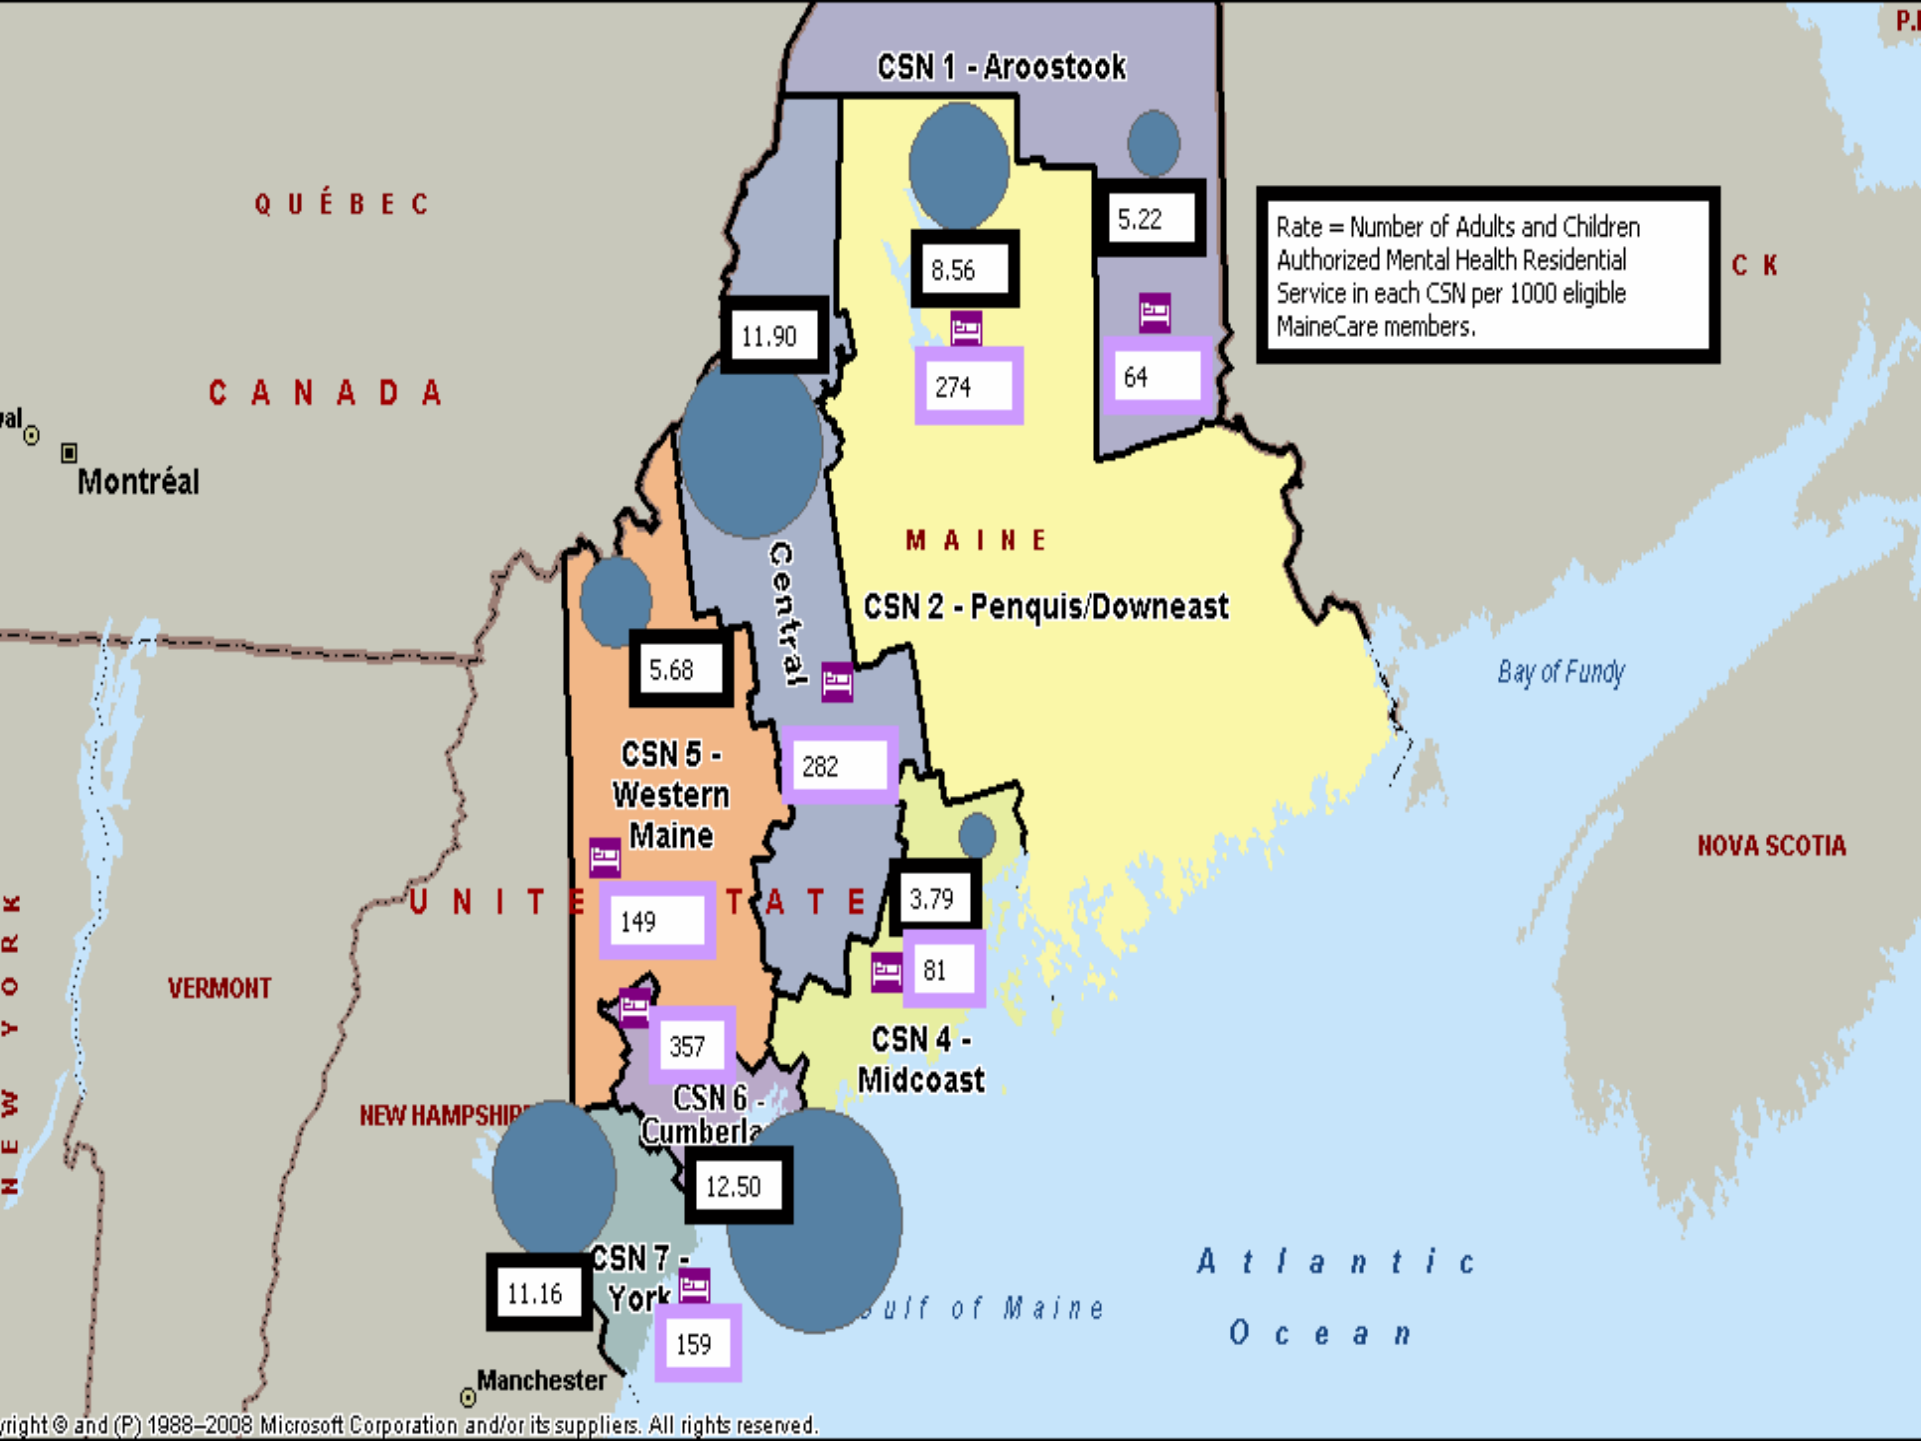 P.I
CSN 1 - Aroostook
QUÉBEC
5.22
Rate = Number of Adults and Children
Authorized Mental Health Residential
Service in each CSN per 1000 eligible
MaineCare members.
CK
8.56
11.90
274
64
CANADA
val
Montréal
MAINE
Central
CSN 2 - Penquis/Downeast
5.68
Bay of Fundy
CSN 5 -
Western
Maine
282
NOVA SCOTIA
UNITE TATE
3.79
149
81
VERMONT
NEW YORK
357
CSN 4 -
Midcoast
CSN 6 -
Cumberla
NEW HAMPSHIRE
12.50
CSN 7 -
York
11.16
Atlantic
Ocean
ulf of Maine
159
Manchester
yright © and (P) 1988–2008 Microsoft Corporation and/or its suppliers. All rights reserved.